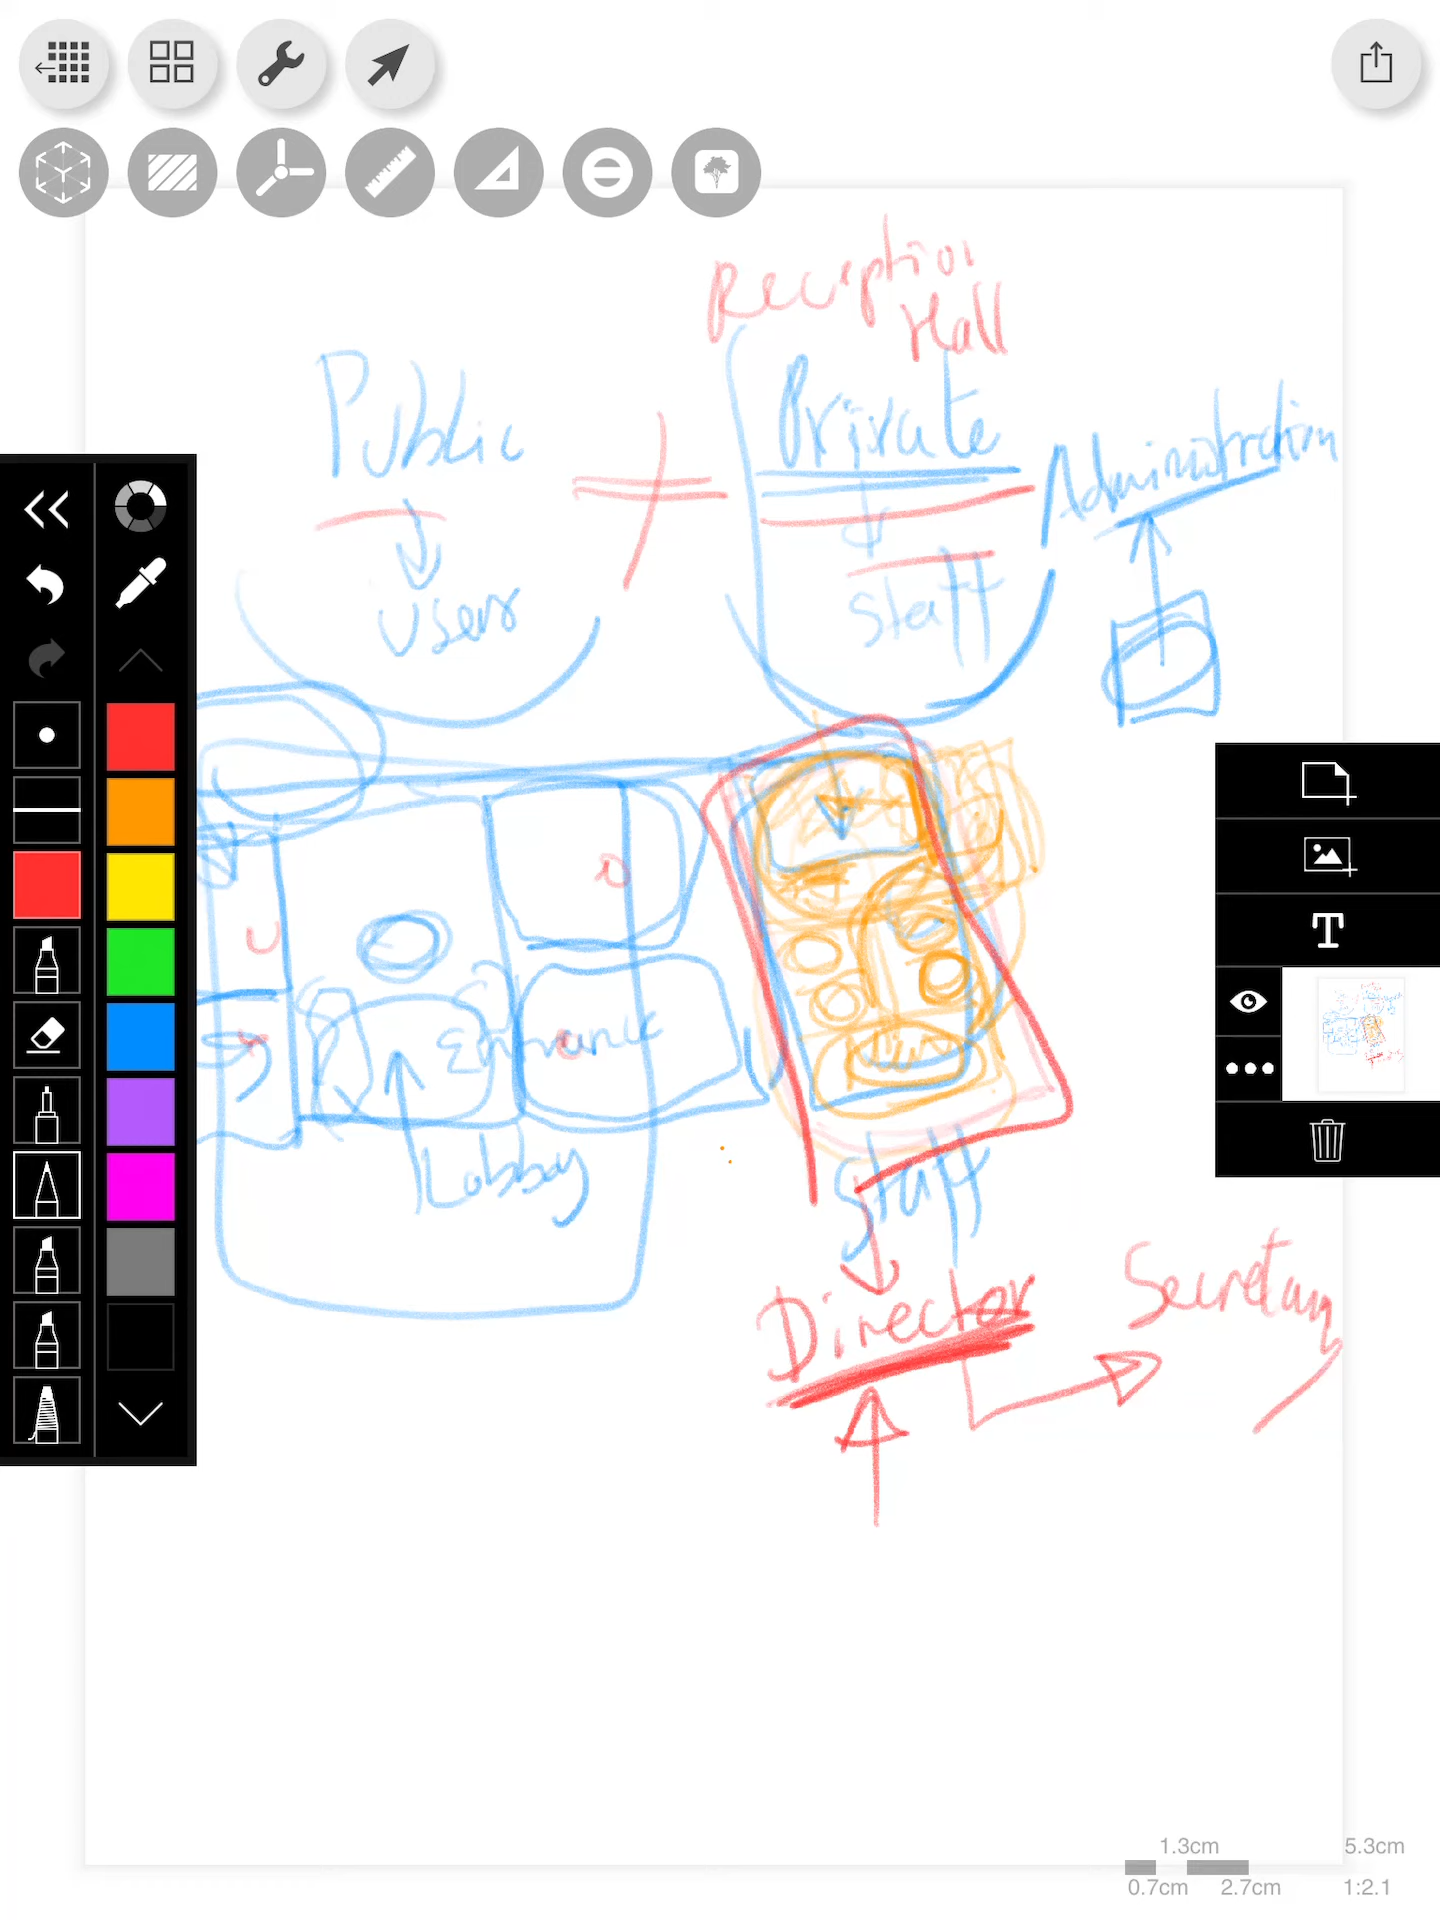 Reception
Hall
Public
Private
Administration
Users
Staff
Entrance
Lobby
Staff
Director
Secretary
T
1.3cm 5.3cm
0.7cm 2.7cm 1:2.1